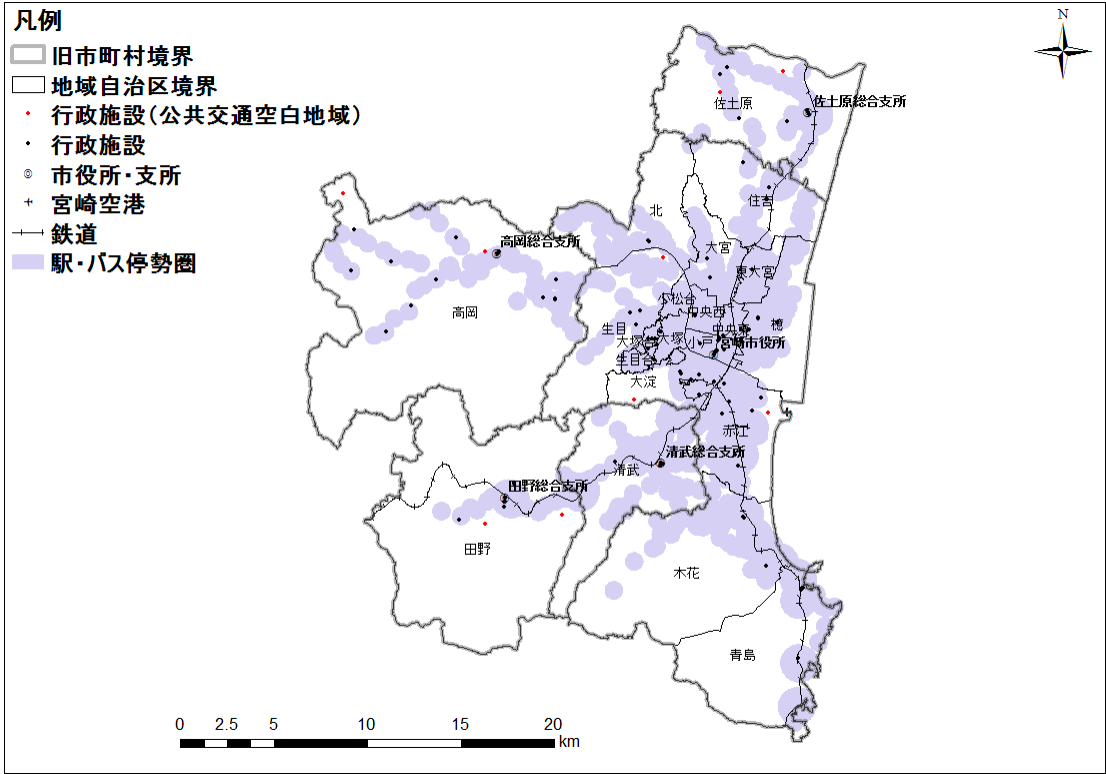 凡例
旧市町村境界
地域自治区境界
行政施設(公共交通空白地域)
行政施設
市役所・支所
宮崎空港
鉄道
駅・バス停勢圏
N
佐土原
佐土原総合支所
住吉
北
大宮
東大宮
高岡総合支所
高岡
小松台
中央西
中央東
檍
生目
大塚台
大塚
小戸
宮崎市役所
生目台
大淀
赤江
清武総合支所
清武
田野総合支所
田野
木花
青島
0 2.5 5 10 15 20
km